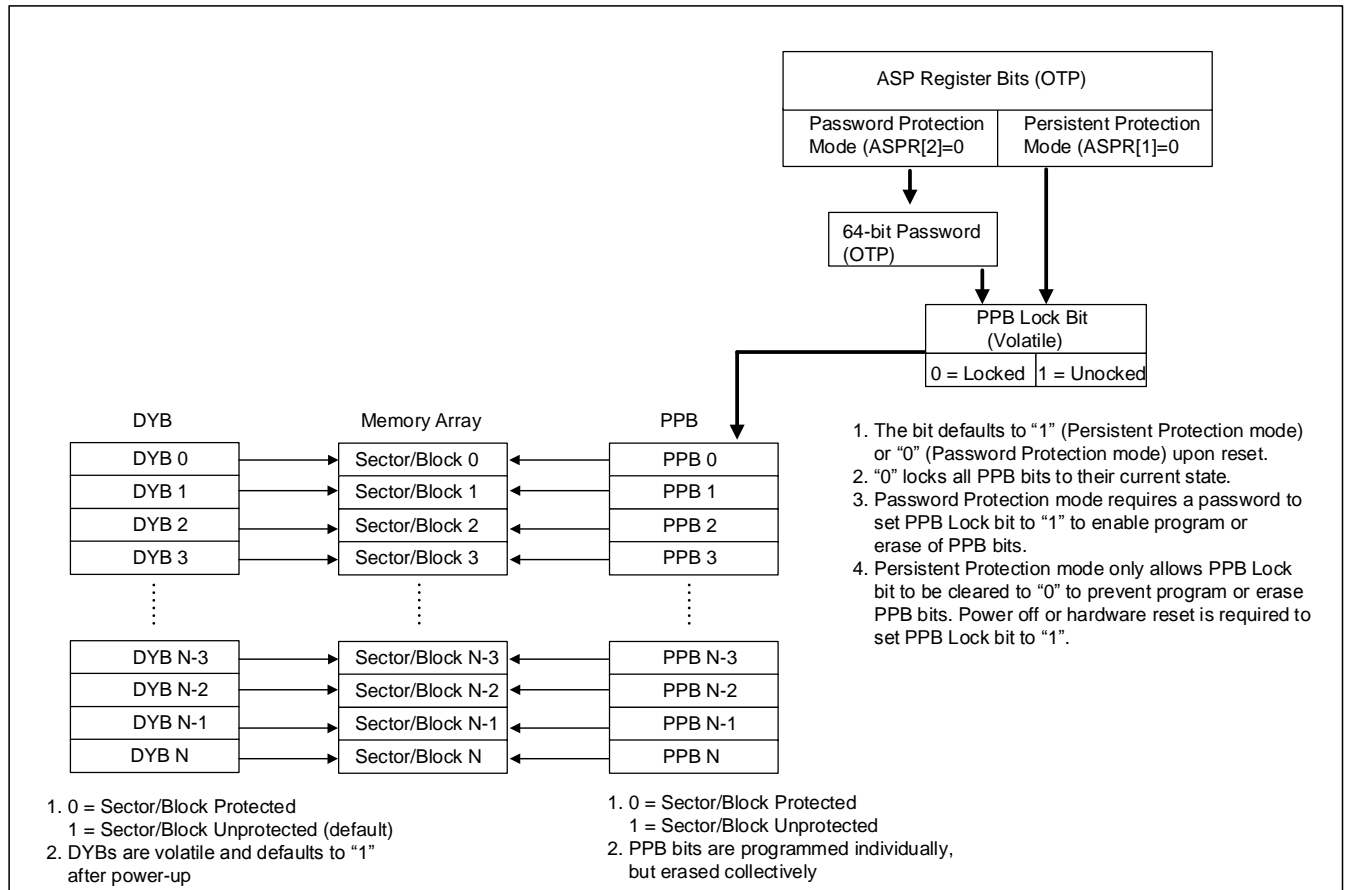 ASP Register Bits (OTP)
Password Protection
Mode (ASPR[2]=0
Persistent Protection
Mode (ASPR[1]=0
64-bit Password
(OTP)
PPB Lock Bit
(Volatile)
0 = Locked
1 = Unocked
DYB
Memory Array
PPB
DYB 0
Sector/Block 0
PPB 0
DYB 1
Sector/Block 1
PPB 1
DYB 2
Sector/Block 2
PPB 2
DYB 3
Sector/Block 3
PPB 3
DYB N-3
Sector/Block N-3
PPB N-3
DYB N-2
Sector/Block N-2
PPB N-2
DYB N-1
Sector/Block N-1
PPB N-1
DYB N
Sector/Block N
PPB N
1. The bit defaults to “1” (Persistent Protection mode)
or “0” (Password Protection mode) upon reset.
2. “0” locks all PPB bits to their current state.
3. Password Protection mode requires a password to
set PPB Lock bit to “1” to enable program or
erase of PPB bits.
4. Persistent Protection mode only allows PPB Lock
bit to be cleared to “0” to prevent program or erase
PPB bits. Power off or hardware reset is required to
set PPB Lock bit to “1”.
1. 0 = Sector/Block Protected
1 = Sector/Block Unprotected (default)
2. DYBs are volatile and defaults to “1”
after power-up
1. 0 = Sector/Block Protected
1 = Sector/Block Unprotected
2. PPB bits are programmed individually,
but erased collectively